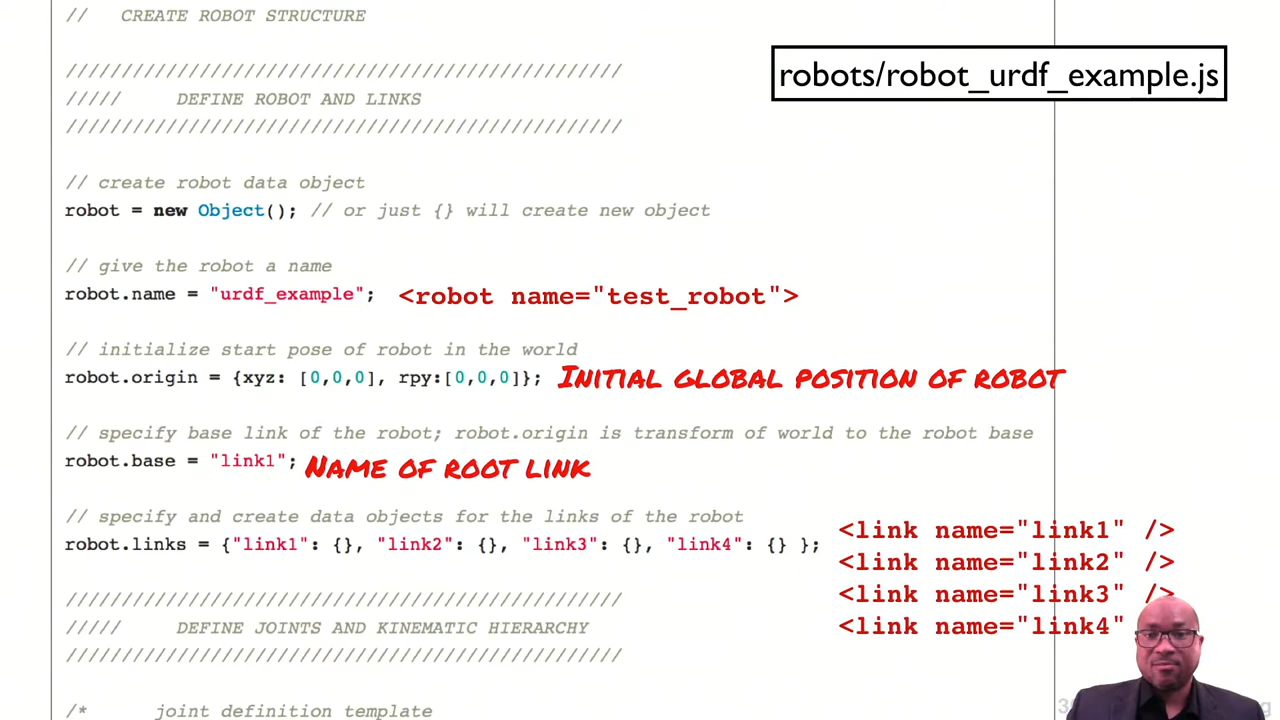 //   CREATE ROBOT STRUCTURE
robots/robot_urdf_example.js
//////////////////////////////////////////////////
/////     DEFINE ROBOT AND LINKS
//////////////////////////////////////////////////
// create robot data object
robot = new Object(); // or just {} will create new object
// give the robot a name
robot.name = "urdf_example"; <robot name="test_robot">
// initialize start pose of robot in the world
robot.origin = {xyz: [0,0,0], rpy:[0,0,0]}; INITIAL GLOBAL POSITION OF ROBOT
// specify base link of the robot; robot.origin is transform of world to the robot base
robot.base = "link1"; NAME OF ROOT LINK
// specify and create data objects for the links of the robot
robot.links = {"link1": {}, "link2": {}, "link3": {}, "link4": {} };
<link name="link1" />
<link name="link2" />
<link name="link3" />
<link name="link4"
//////////////////////////////////////////////////
/////     DEFINE JOINTS AND KINEMATIC HIERARCHY
//////////////////////////////////////////////////
/*      joint definition template